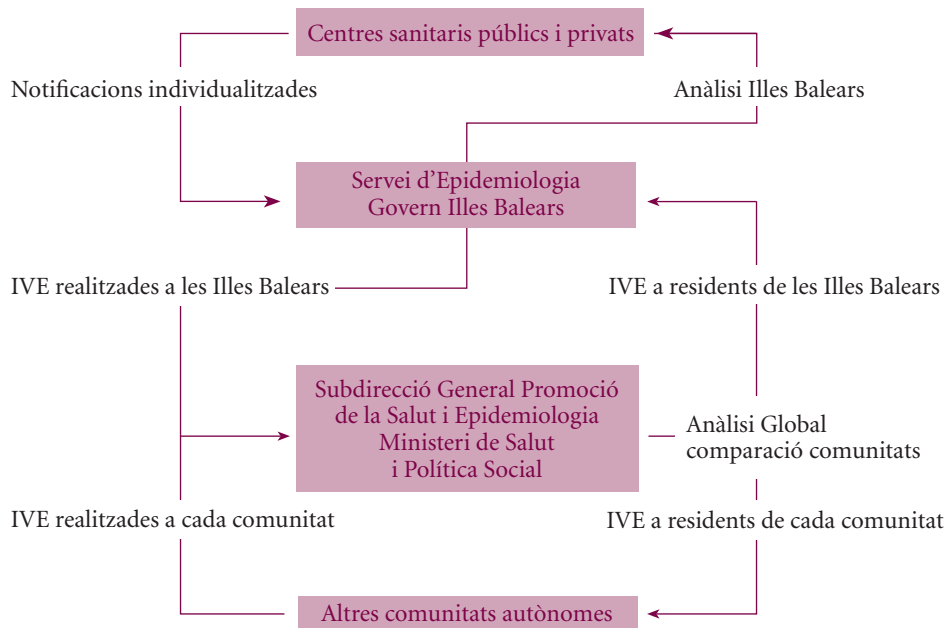 Centres sanitaris públics i privats
Notificacions individualitzades
Anàlisi Illes Balears
Servei d'Epidemiologia
Govern Illes Balears
IVE realitzades a les Illes Balears
IVE a residents de les Illes Balears
Subdirecció General Promoció
de la Salut i Epidemiologia
Ministeri de Salut
i Política Social
Anàlisi Global
comparació comunitats
IVE realitzades a cada comunitat
IVE a residents de cada comunitat
Altres comunitats autònomes